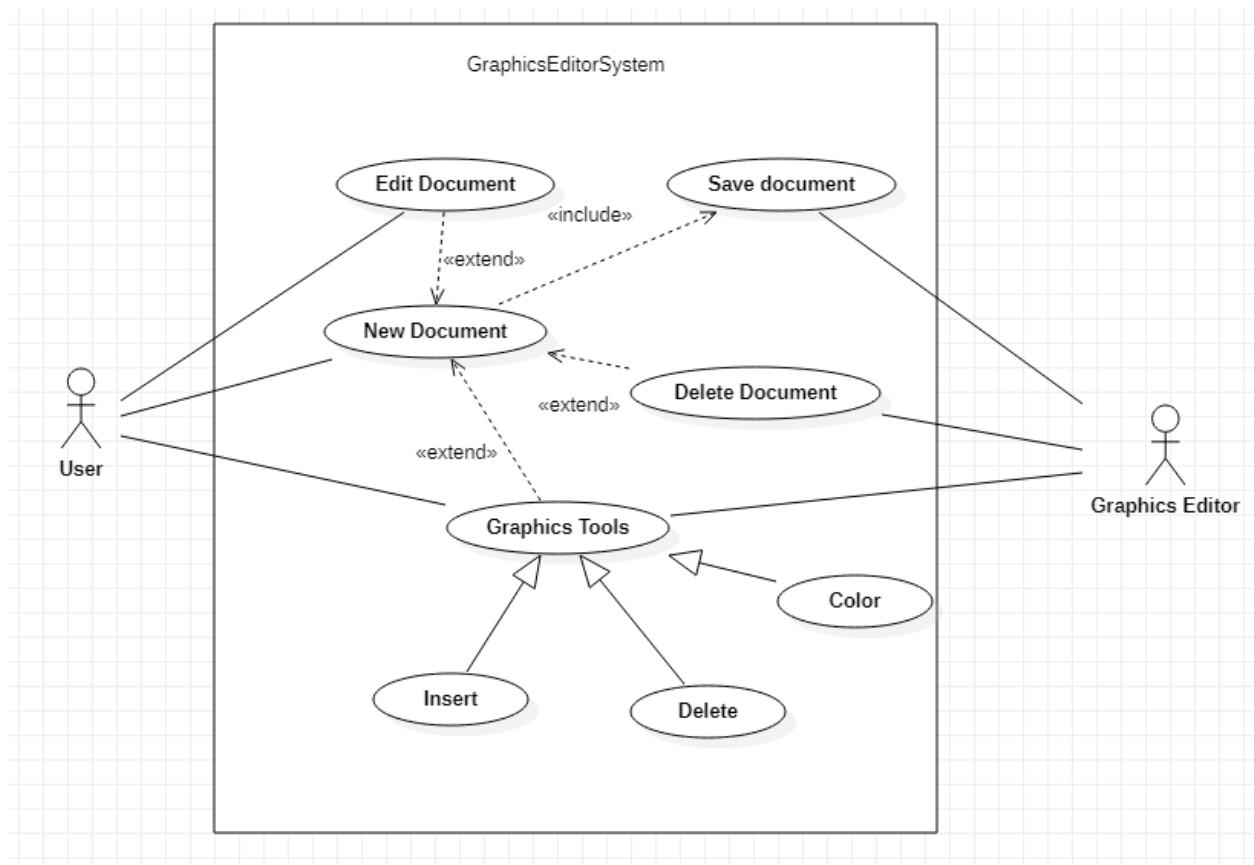 GraphicsEditorSystem
Edit Document
Save document
«include»
«extend»
New Document
Delete Document
«extend»
«extend»
User
Graphics Editor
Graphics Tools
Color
Insert
Delete